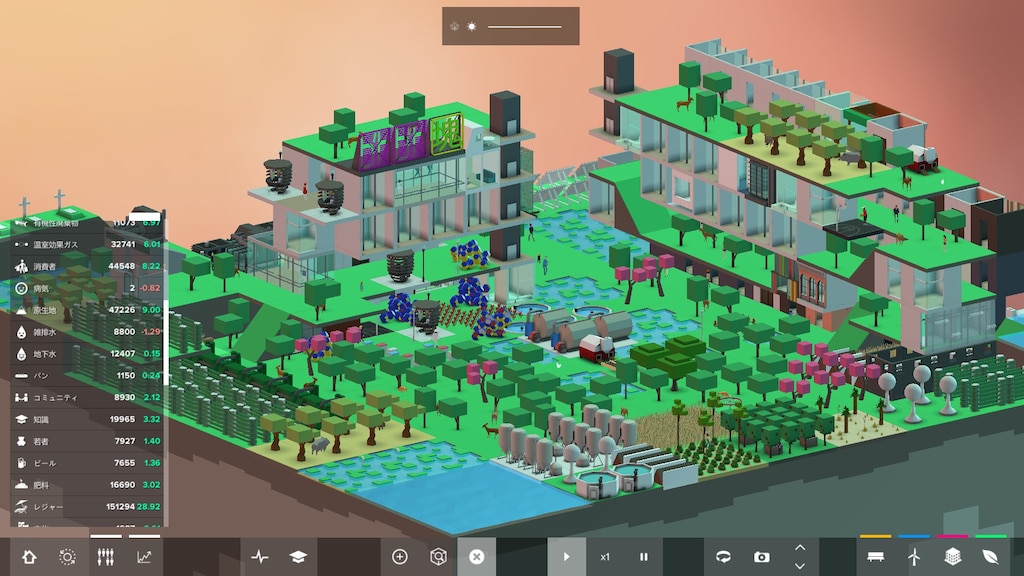 有機性廃棄物 11073 6.97
温室効果ガス 32741 6.01
消費者 44548 8.22
病気 2 -0.82
原生地 47226 9.00
雑排水 8800 -1.29
地下水 12407 0.15
パン 1150 0.24
コミュニティ 8930 2.12
知識 19965 3.32
若者 7927 1.40
ビール 7655 1.36
肥料 16690 3.02
レジャー 151294 28.92
x1